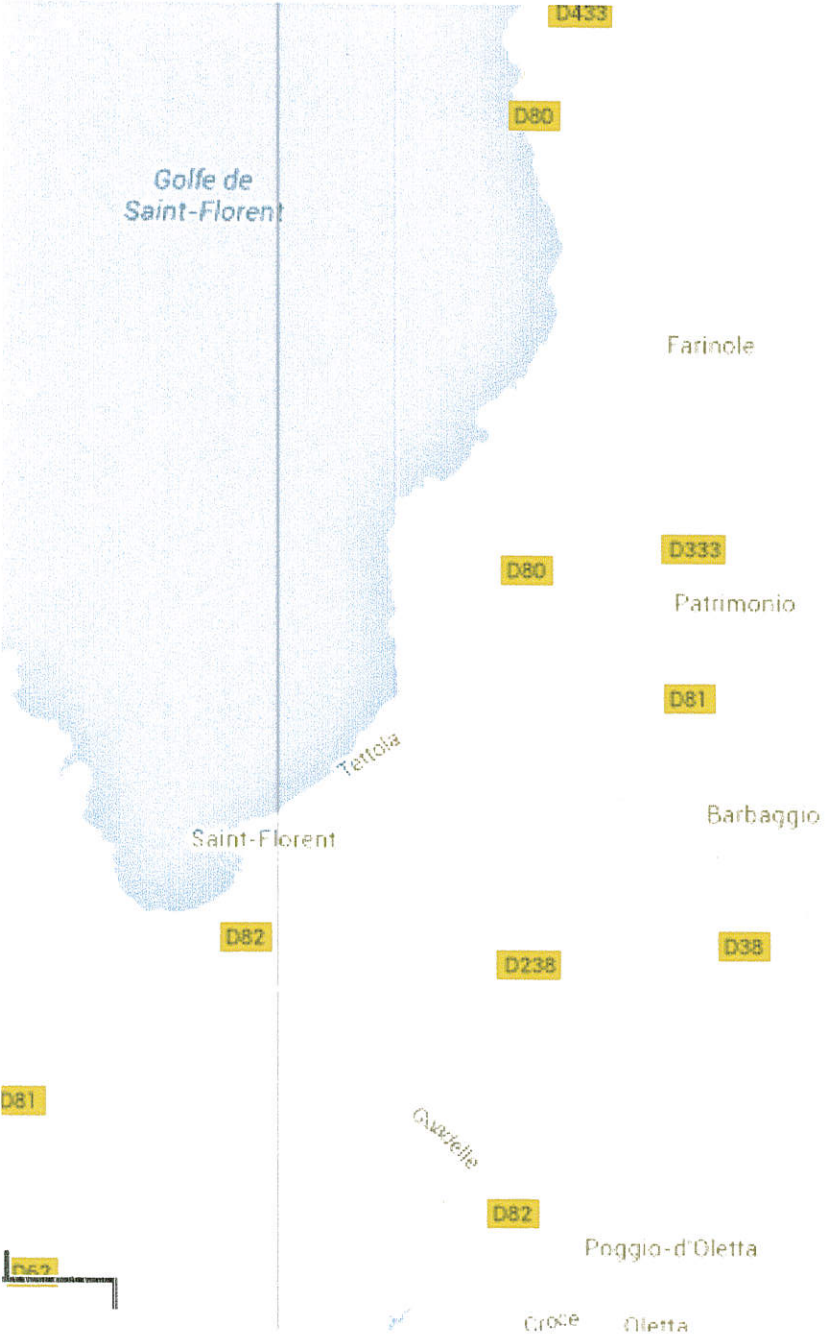 D433
D80
Golfe de
Saint-Florent
Farinole
D333
D80
Patrimonio
D81
Tettola
Barbaggio
Saint-Florent
D82
D38
D238
D81
Guadelle
D82
Poggio-d'Oletta
D62
Croce
Oletta